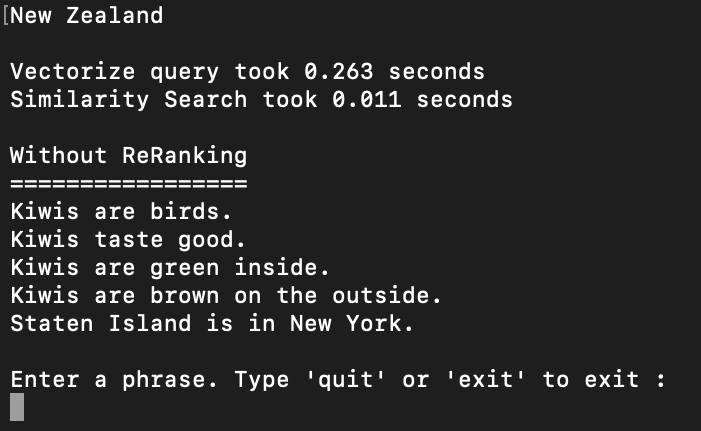 [New Zealand
Vectorize query took 0.263 seconds
Similarity Search took 0.011 seconds
Without ReRanking
=================
Kiwis are birds.
Kiwis taste good.
Kiwis are green inside.
Kiwis are brown on the outside.
Staten Island is in New York.
Enter a phrase. Type 'quit' or 'exit' to exit :